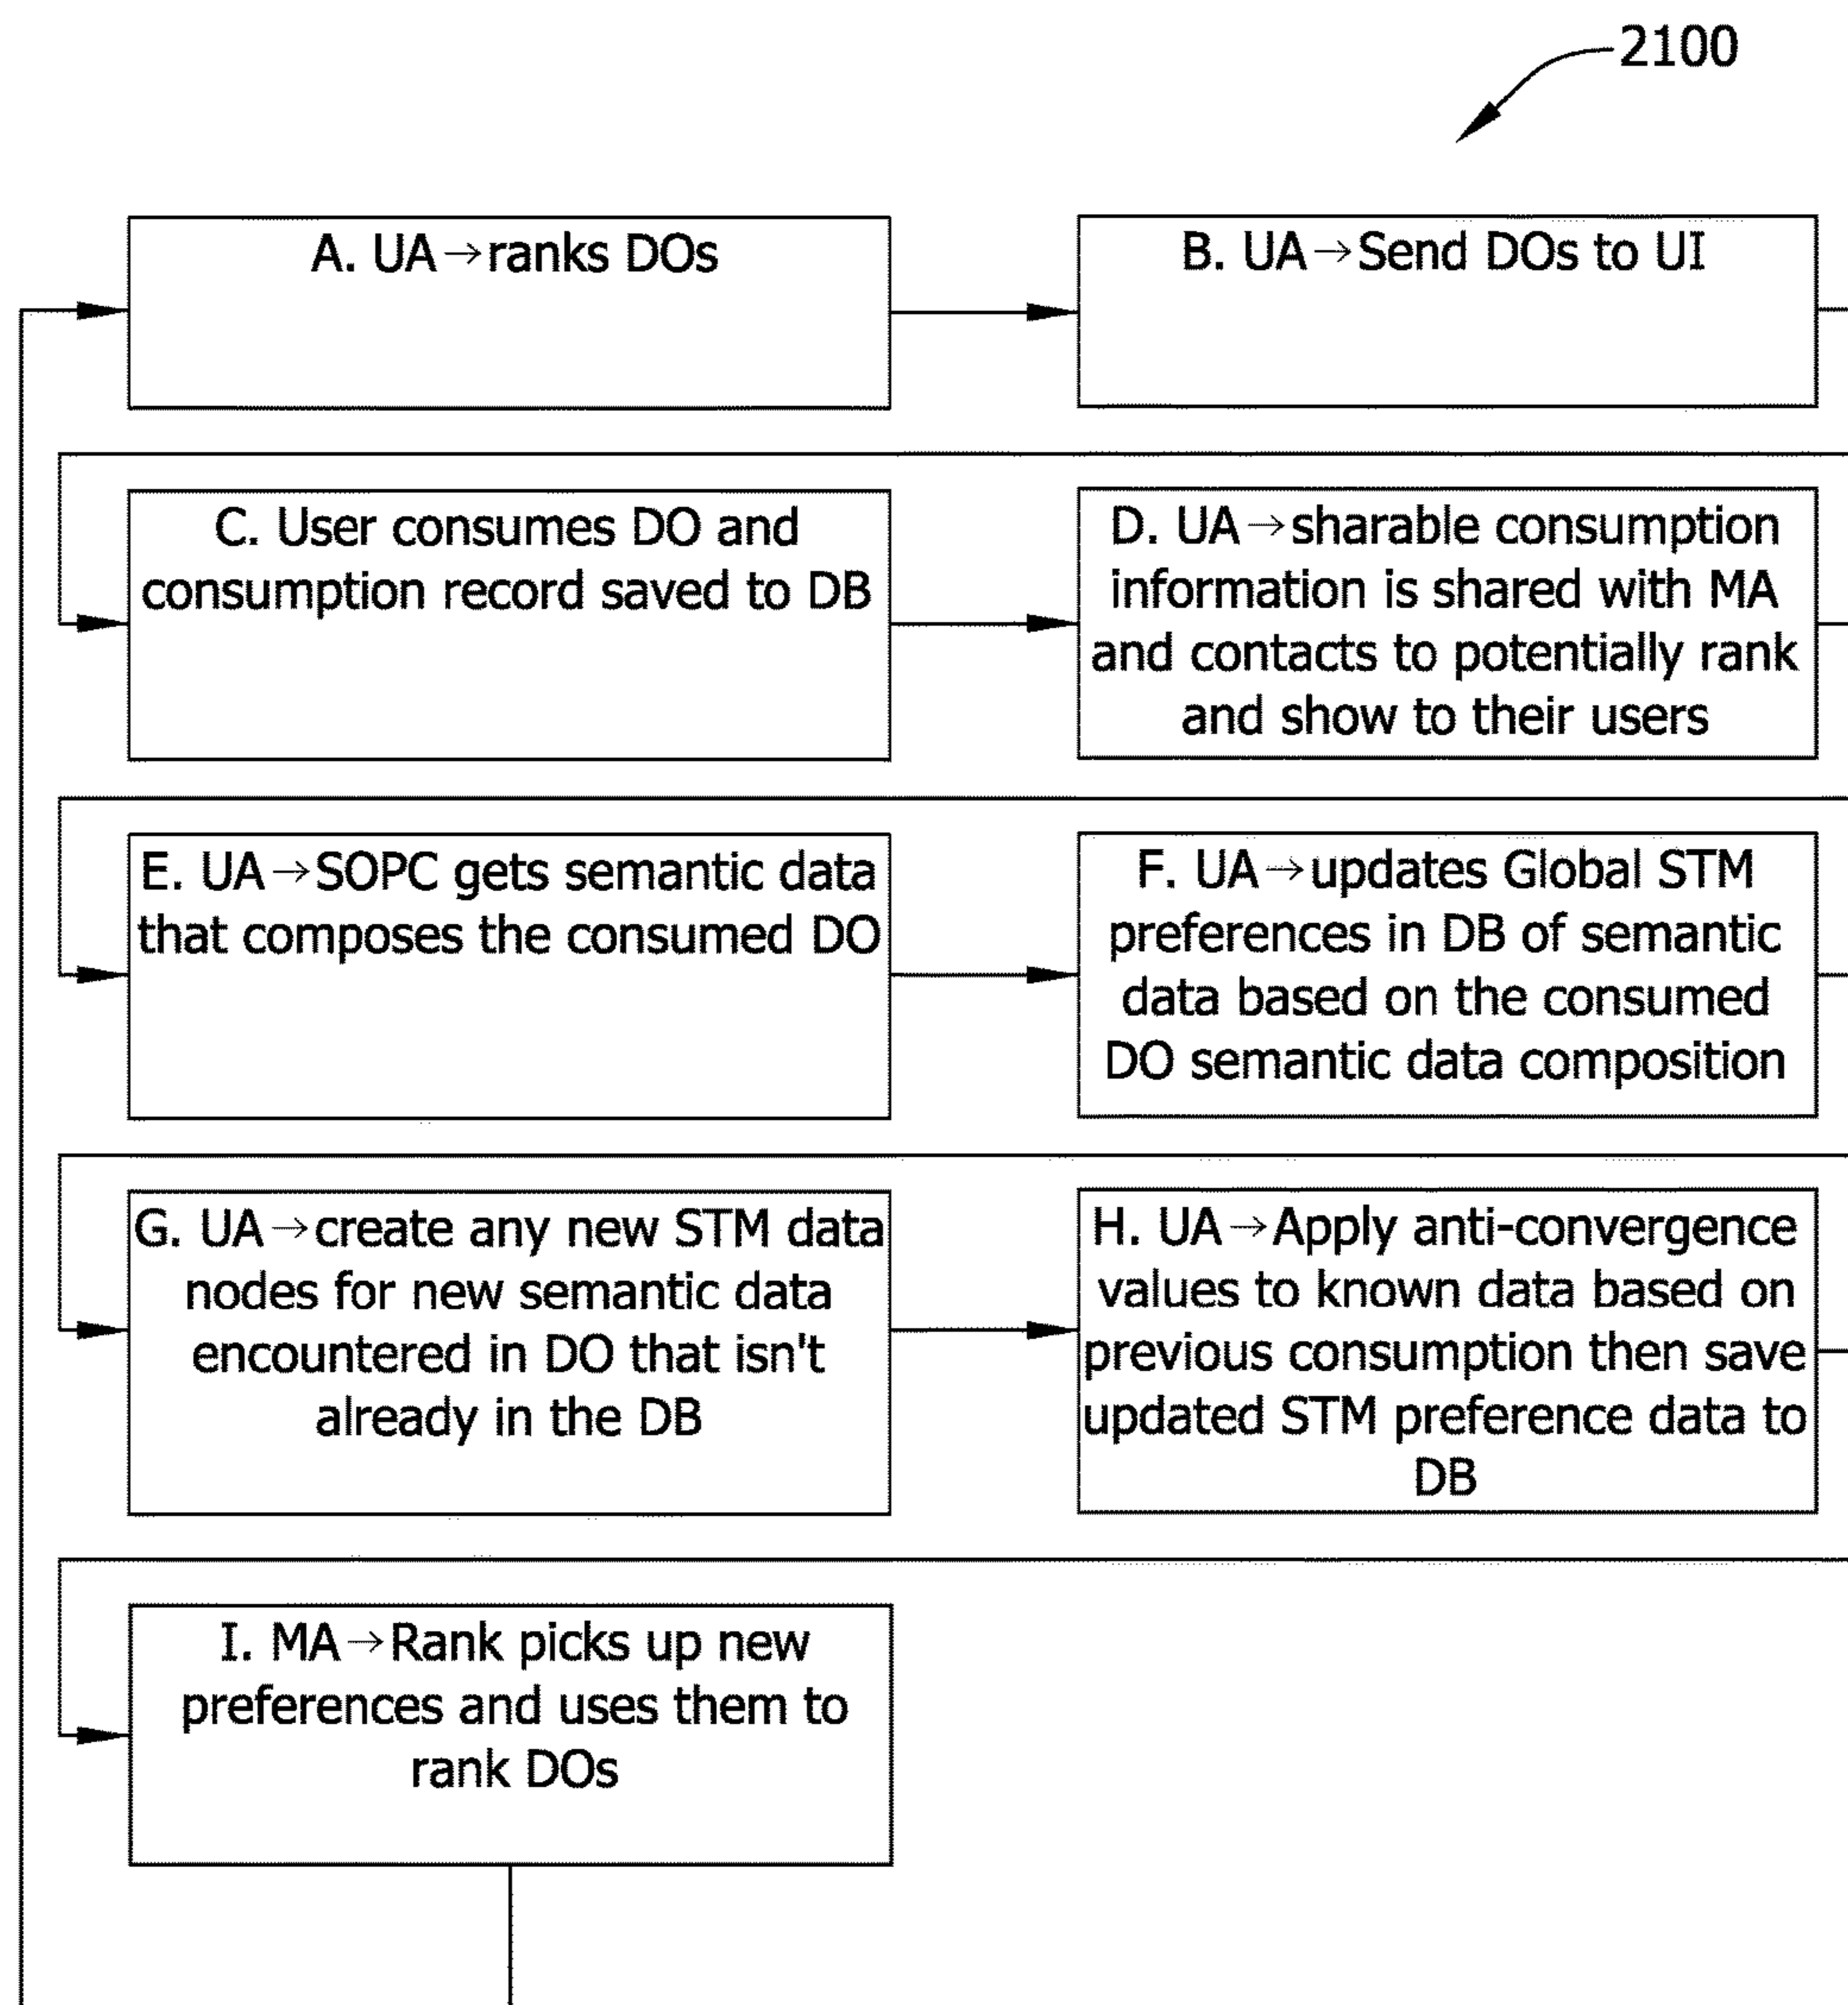 2100
A. UA→ranks DOs
B. UA→Send DOs to UI
C. User consumes DO and
consumption record saved to DB
D. UA→sharable consumption
information is shared with MA
and contacts to potentially rank
and show to their users
E. UA→SOPC gets semantic data
that composes the consumed DO
F. UA→updates Global STM
preferences in DB of semantic
data based on the consumed
DO semantic data composition
G. UA→create any new STM data
nodes for new semantic data
encountered in DO that isn't
already in the DB
H. UA→Apply anti-convergence
values to known data based on
previous consumption then save
updated STM preference data to
DB
I. MA→Rank picks up new
preferences and uses them to
rank DOs